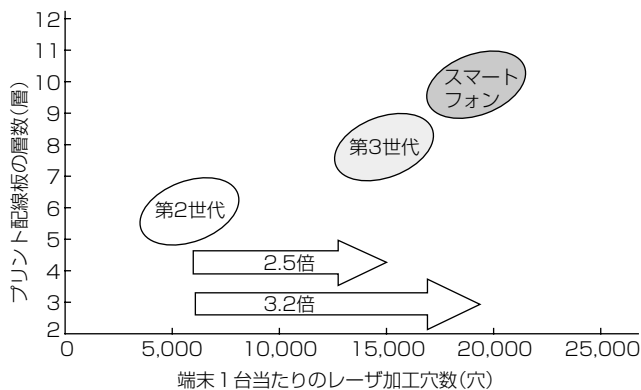 プリント配線板の層数(層)
12
11
10
9
8
7
6
5
4
3
2
スマート
フォン
第3世代
第2世代
2.5倍
3.2倍
0
5,000
10,000
15,000
20,000
25,000
端末1台当たりのレーザ加工穴数(穴)